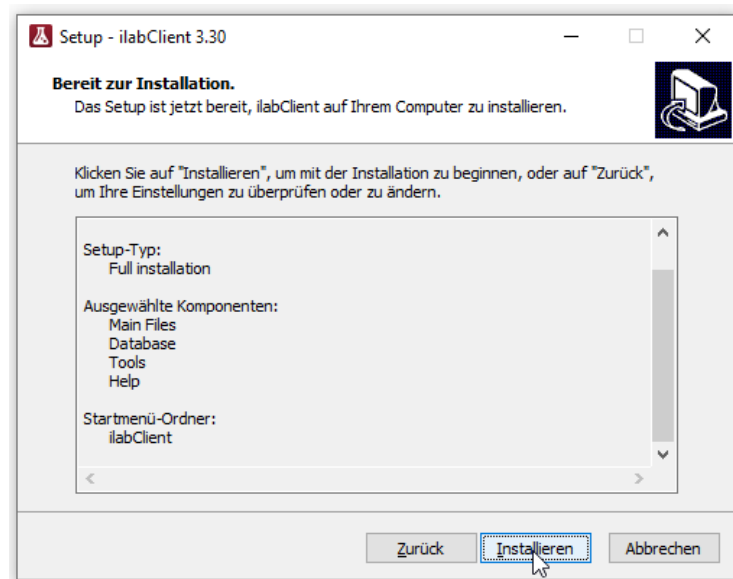 Setup - ilabClient 3.30
Bereit zur Installation.
Das Setup ist jetzt bereit, ilabClient auf Ihrem Computer zu installieren.
Klicken Sie auf "Installieren", um mit der Installation zu beginnen, oder auf "Zurück",
um Ihre Einstellungen zu überprüfen oder zu ändern.
Setup-Typ:
Full installation
Ausgewählte Komponenten:
Main Files
Database
Tools
Help
Startmenü-Ordner:
ilabClient
Zurück
Installieren
Abbrechen